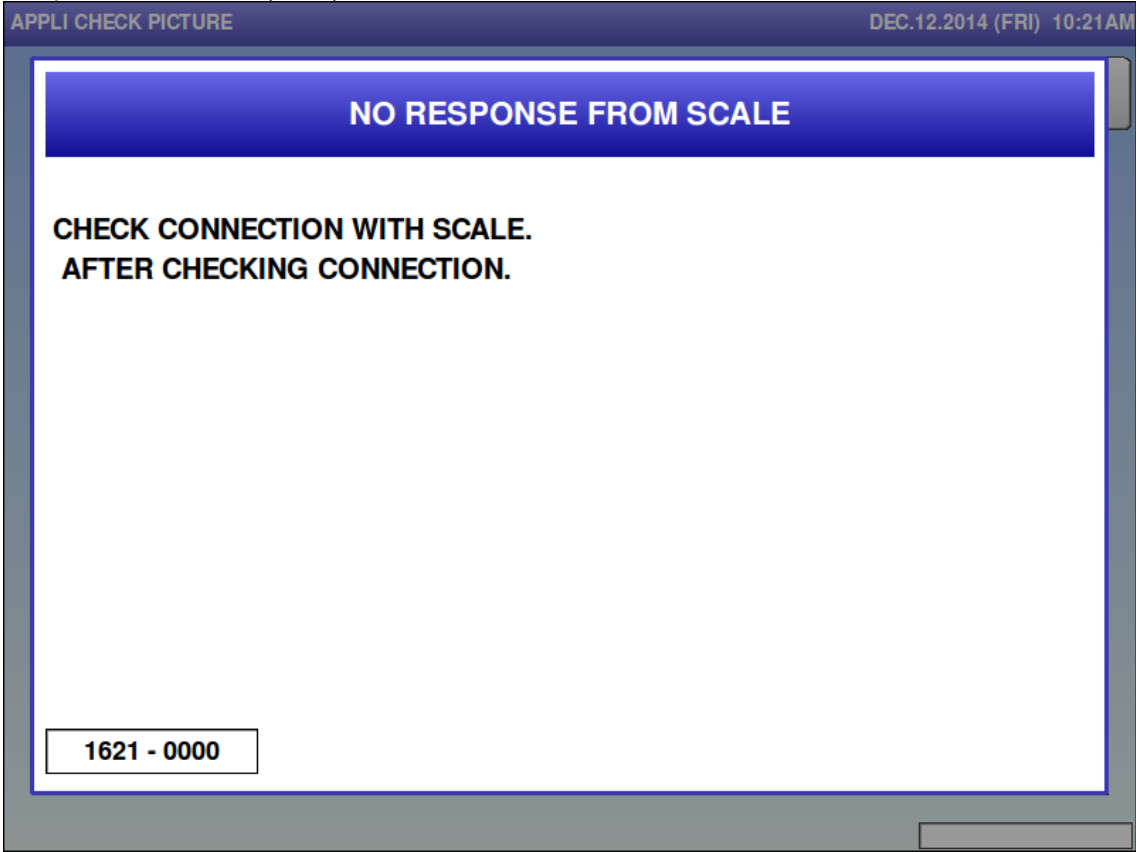 APPLI CHECK PICTURE DEC.12.2014 (FRI) 10:21AM
NO RESPONSE FROM SCALE
CHECK CONNECTION WITH SCALE.
AFTER CHECKING CONNECTION.
1621 - 0000